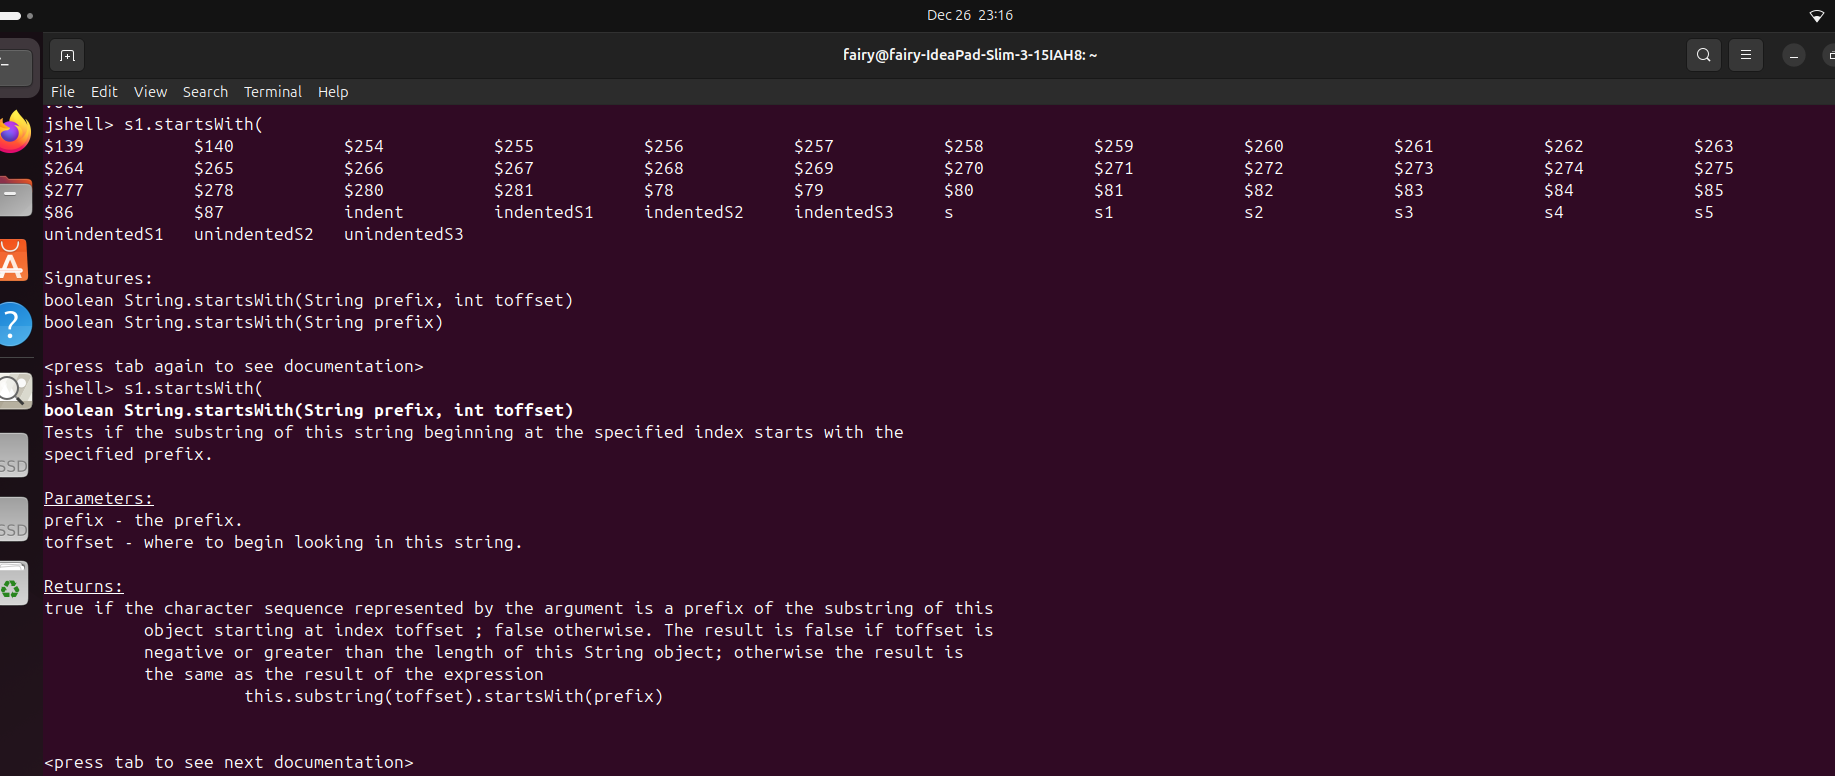 Dec 26 23:16
fairy@fairy-IdeaPad-Slim-3-15IAH8: ~
File Edit View Search Terminal Help
jshell> s1.startsWith(
$139 $140 $254 $255 $256 $257 $258 $259 $260 $261 $262 $263
$264 $265 $266 $267 $268 $269 $270 $271 $272 $273 $274 $275
$277 $278 $280 $281 $78 $79 $80 $81 $82 $83 $84 $85
$86 $87 indent indentedS1 indentedS2 indentedS3 s s1 s2 s3 s4 s5
unindentedS1 unindentedS2 unindentedS3
Signatures:
boolean String.startsWith(String prefix, int toffset)
boolean String.startsWith(String prefix)
<press tab again to see documentation>
jshell> s1.startsWith(
boolean String.startsWith(String prefix, int toffset)
Tests if the substring of this string beginning at the specified index starts with the
specified prefix.
Parameters:
prefix - the prefix.
toffset - where to begin looking in this string.
Returns:
true if the character sequence represented by the argument is a prefix of the substring of this
object starting at index toffset ; false otherwise. The result is false if toffset is
negative or greater than the length of this String object; otherwise the result is
the same as the result of the expression
this.substring(toffset).startsWith(prefix)
<press tab to see next documentation>
SSD
SSD